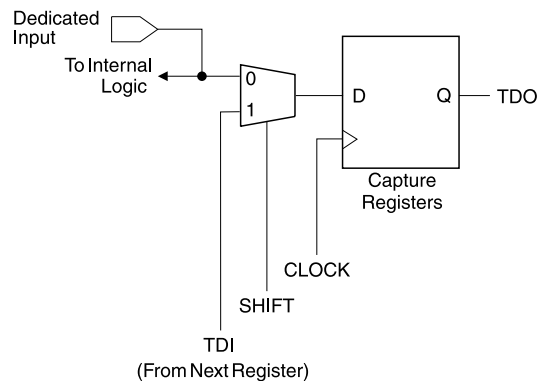 Dedicated
Input
To Internal
Logic
0
1
D
Q
TDO
Capture
Registers
CLOCK
SHIFT
TDI
(From Next Register)